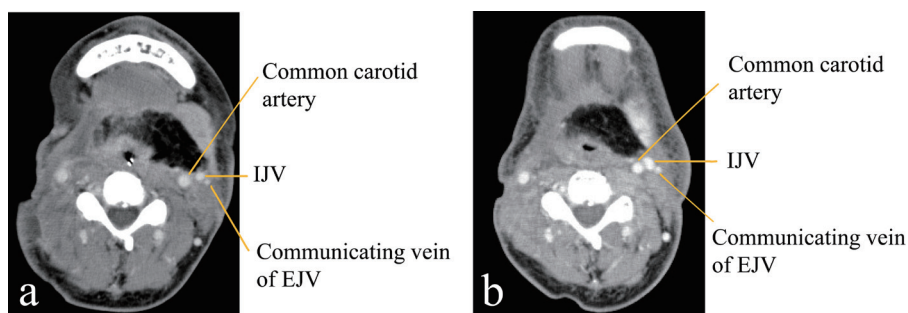 Common carotid
artery
IJV
Communicating vein
of EJV
a
Common carotid
artery
IJV
Communicating vein
of EJV
b